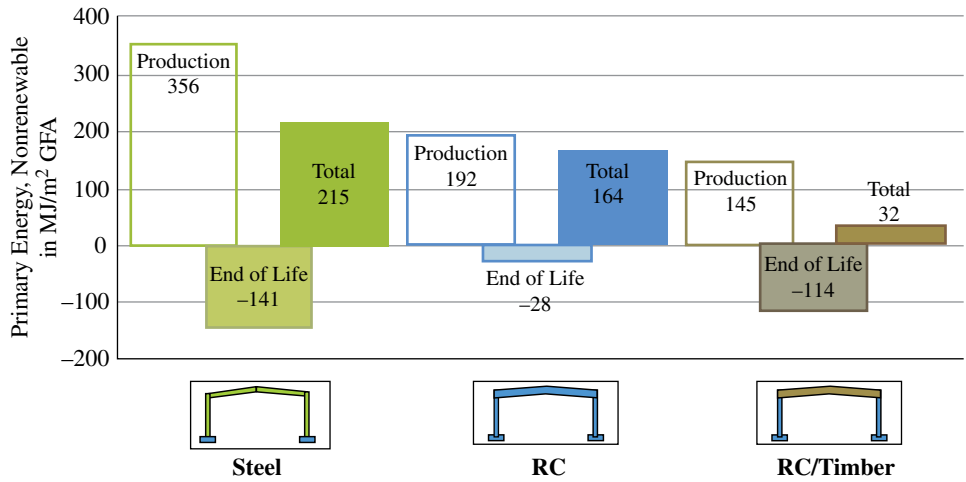 Primary Energy, Nonrenewable
in MJ/m² GFA
400
300
200
100
0
–100
–200
Production
356
End of Life
–141
Total
215
Production
192
End of Life
–28
Total
164
Production
145
End of Life
–114
Total
32
Steel
RC
RC/Timber